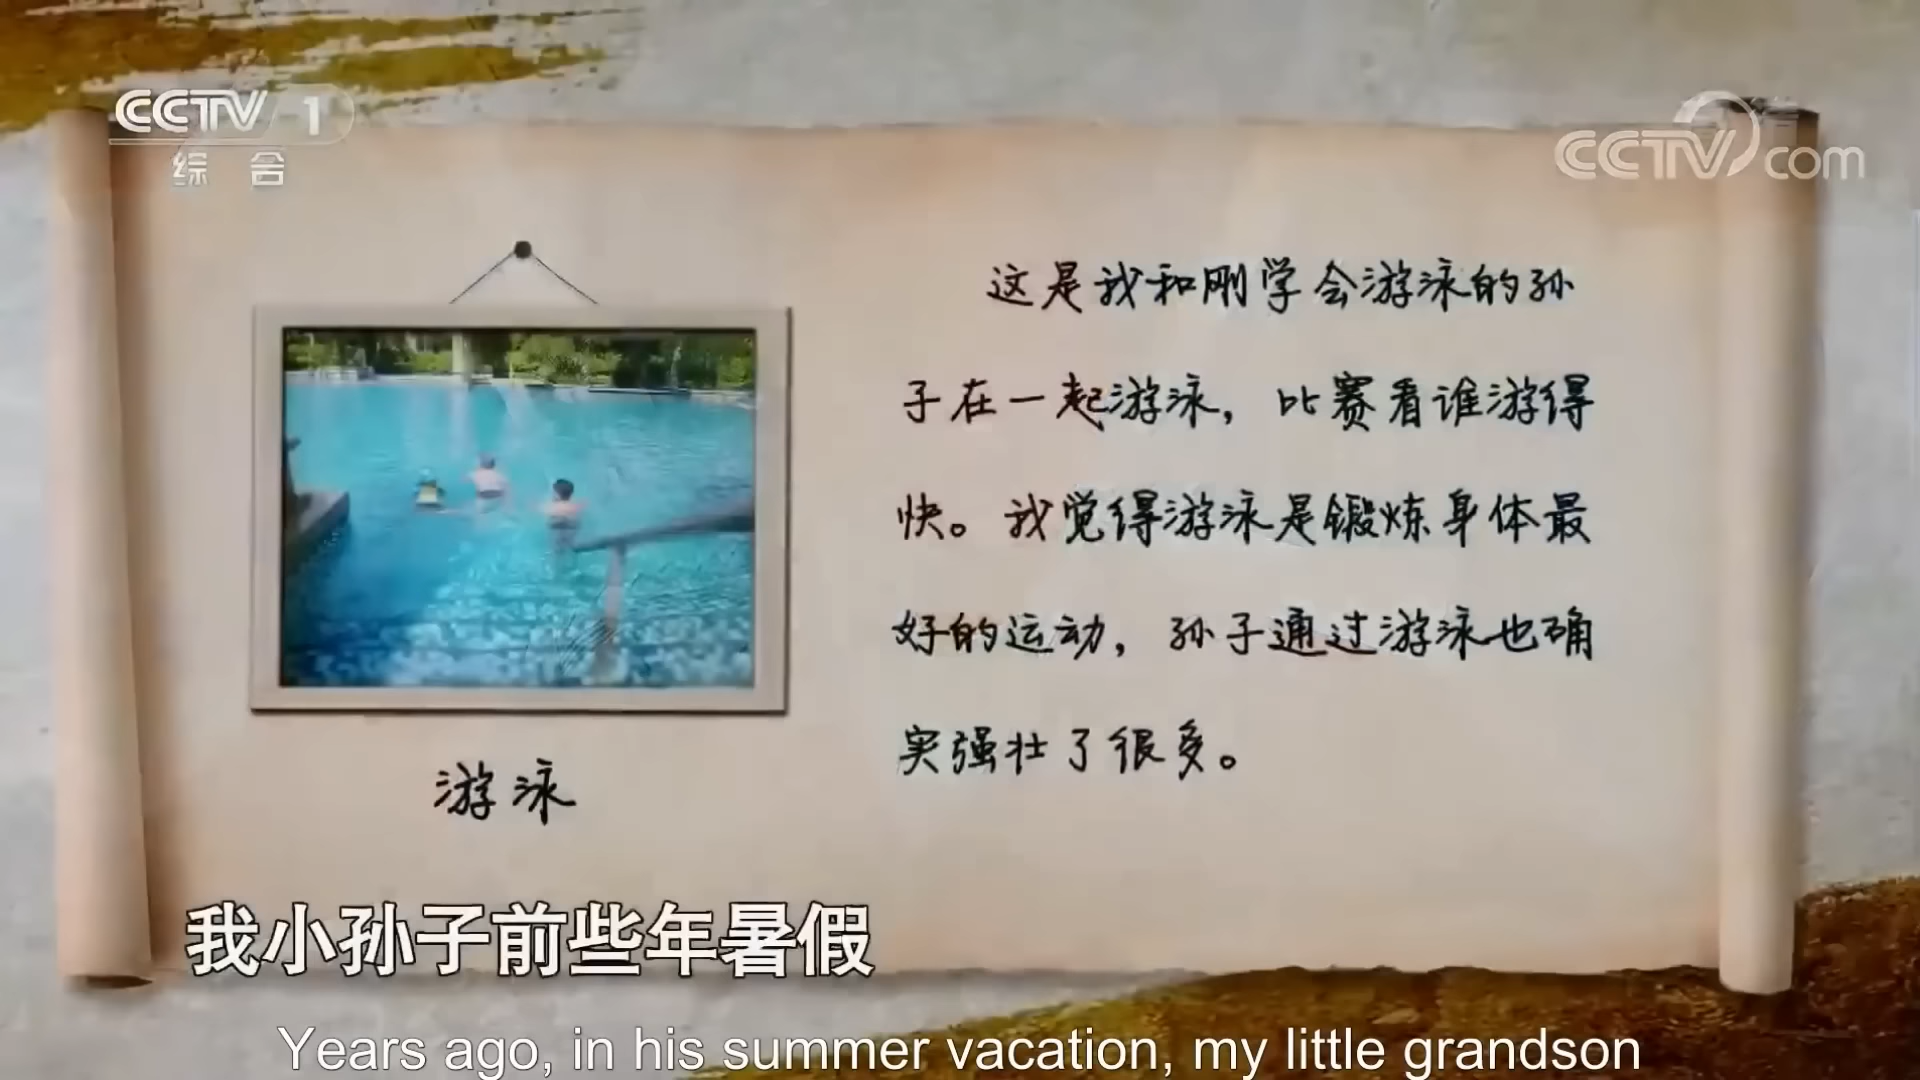 CCTV 1
综合
CCTV com
这是我和刚学会游泳的孙
子在一起游泳，比赛看谁游得
快。我觉得游泳是锻炼身体最
好的运动，孙子通过游泳也确
实强壮了很多。
游泳
我小孙子前些年暑假
Years ago, in his summer vacation, my little grandson